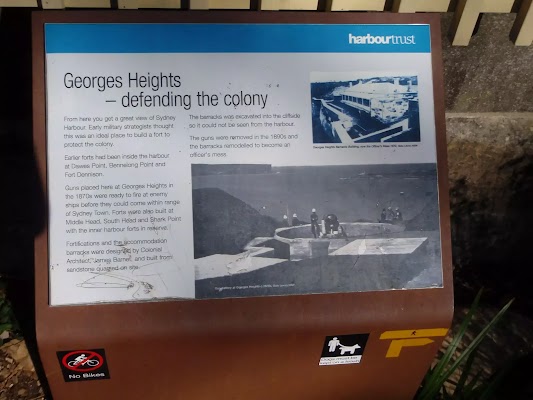 harbourtrust
Georges Heights
– defending the colony
From here you get a great view of Sydney
Harbour. Early military strategists thought
this was an ideal place to build a fort to
protect the colony.
Earlier forts had been inside the harbour
at Dawes Point, Bennelong Point and
Fort Dennison.
Guns placed here at Georges Heights in
the 1870s were ready to fire at enemy
ships before they could come within range
of Sydney Town. Forts were also built at
Middle Head, South Head and Shark Point
with the inner harbour forts in reserve.
Fortifications and the accommodation
barracks were designed by Colonial
Architect, James Barnet, and built from
sandstone quarried on site.
The barracks was excavated into the cliffside
so it could not be seen from the harbour.
The guns were removed in the 1890s and
the barracks remodelled to become an
officer's mess.
No Bikes